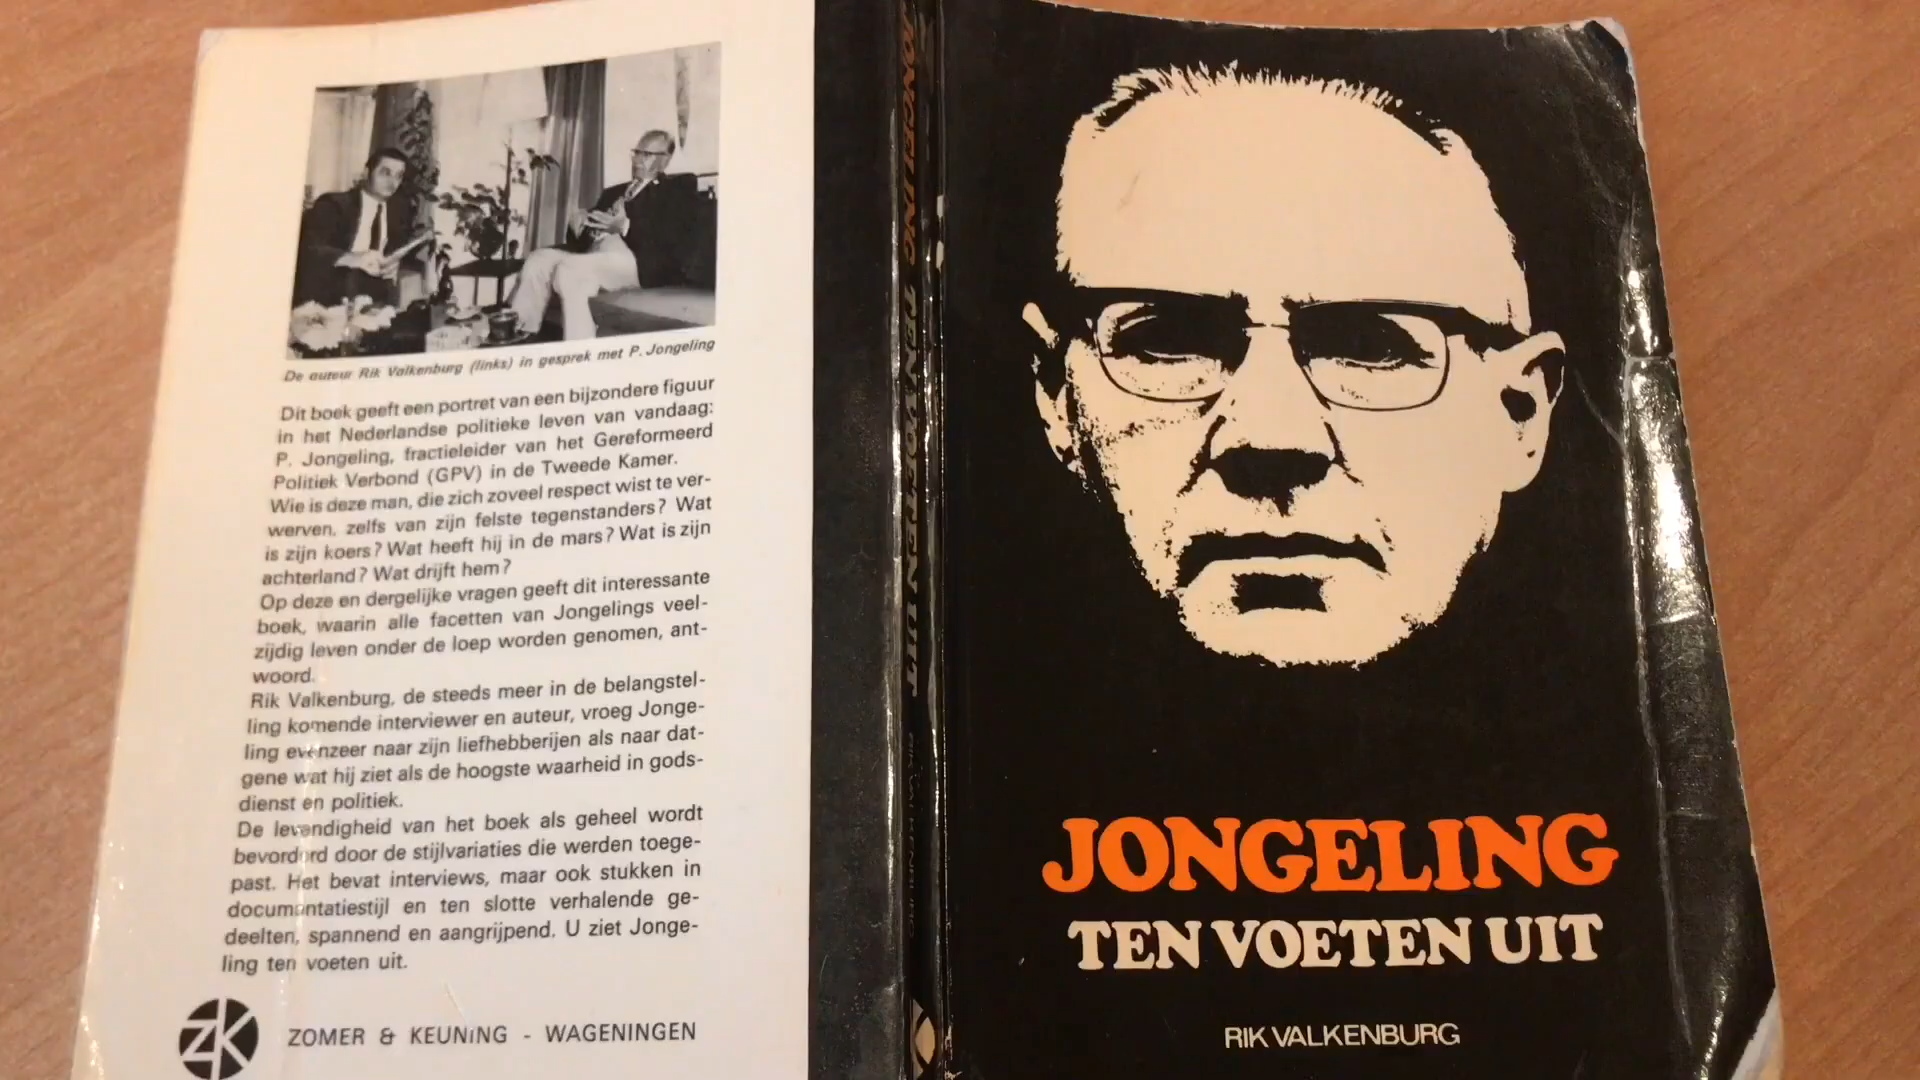 De auteur Rik Valkenburg (links) in gesprek met P. Jongeling
Dit boek geeft een portret van een bijzondere figuur
in het Nederlandse politieke leven van vandaag:
P. Jongeling, fractieleider van het Gereformeerd
Politiek Verbond (GPV) in de Tweede Kamer.
Wie is deze man, die zich zoveel respect wist te ver-
werven, zelfs van zijn felste tegenstanders? Wat
is zijn koers? Wat heeft hij in de mars? Wat is zijn
achterland? Wat drijft hem?
Op deze en dergelijke vragen geeft dit interessante
boek, waarin alle facetten van Jongelings veel-
zijdig leven onder de loep worden genomen, ant-
woord.
Rik Valkenburg, de steeds meer in de belangstel-
ling komende interviewer en auteur, vroeg Jonge-
ling evenzeer naar zijn liefhebberijen als naar dat-
gene wat hij ziet als de hoogste waarheid in gods-
dienst en politiek.
De levendigheid van het boek als geheel wordt
bevorderd door de stijlvariaties die werden toege-
past. Het bevat interviews, maar ook stukken in
documentatiestijl en ten slotte verhalende ge-
deelten, spannend en aangrijpend. U ziet Jonge-
ling ten voeten uit.
ZK
ZOMER & KEUNING - WAGENINGEN
JONGELING TEN VOETEN UIT
RIK VALKENBURG
JONGELING
TEN VOETEN UIT
RIK VALKENBURG